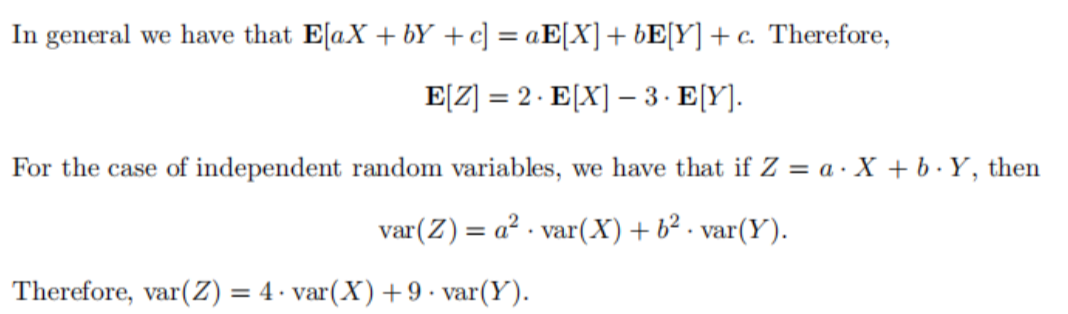 In general we have that E[aX + bY + c] = aE[X] + bE[Y] + c. Therefore,
E[Z] = 2 · E[X] − 3 · E[Y].
For the case of independent random variables, we have that if Z = a · X + b · Y, then
var(Z) = a² · var(X) + b² · var(Y).
Therefore, var(Z) = 4 · var(X) + 9 · var(Y).